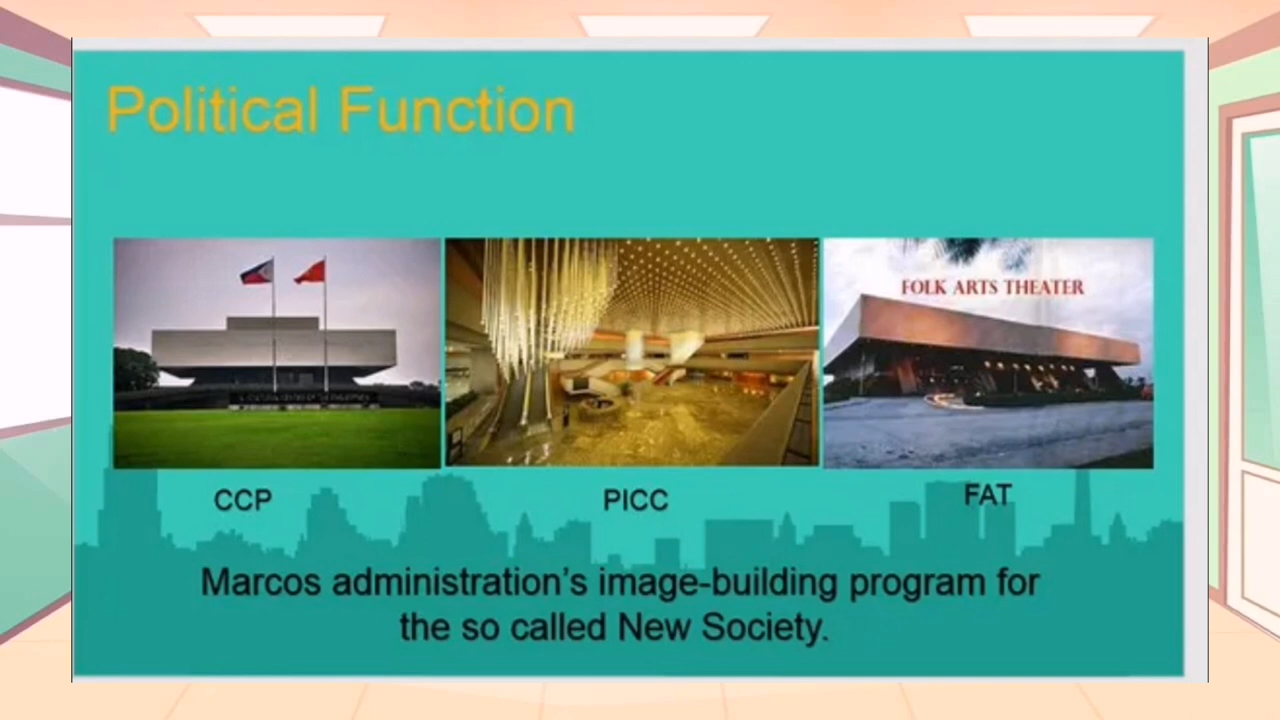 Political Function
FOLK ARTS THEATER
CCP
PICC
FAT
Marcos administration’s image-building program for
the so called New Society.